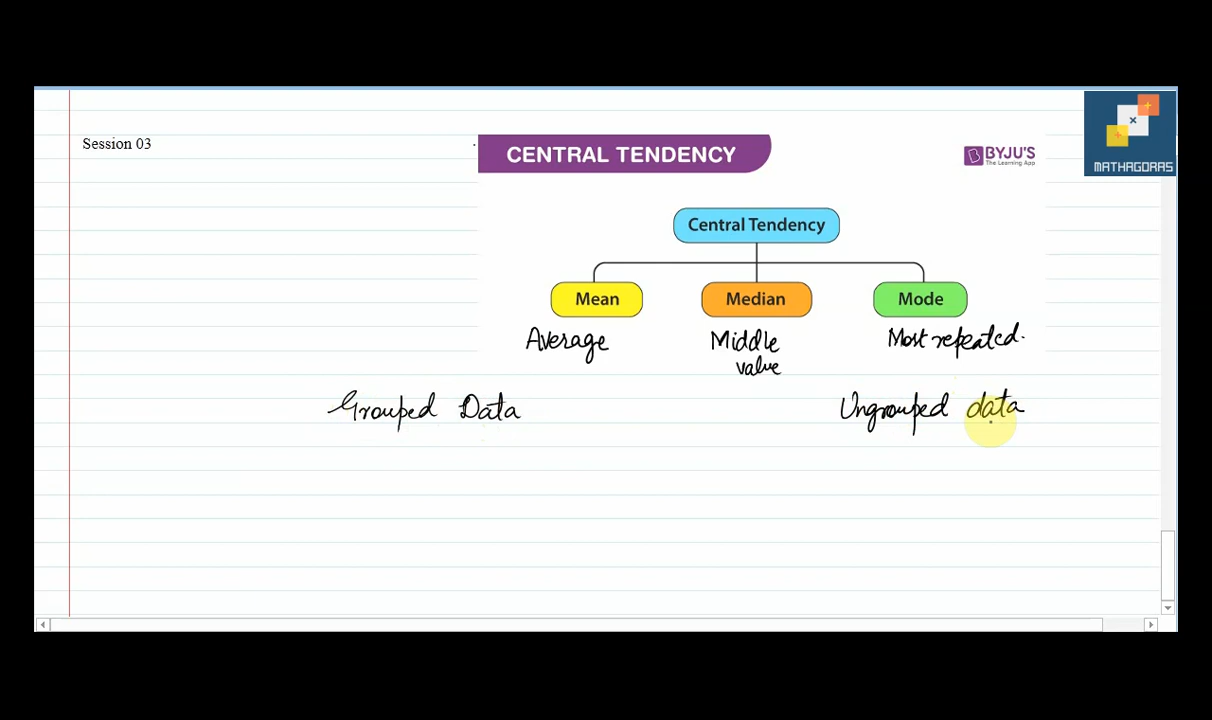 Session 03
CENTRAL TENDENCY
BYJU'S
The Learning App
MATHAGORAS
Central Tendency
Mean Median Mode
Average Middle value Most repeated.
Grouped Data Ungrouped data